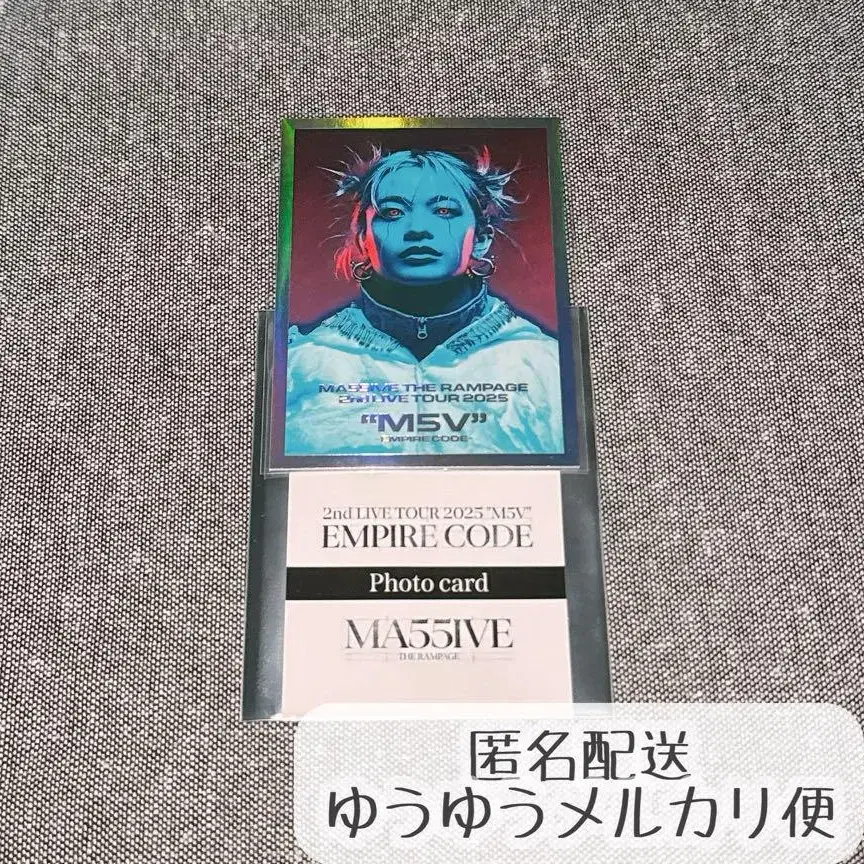 MA55IVE THE RAMPAGE
2nd LIVE TOUR 2025
“M5V”
-EMPIRE CODE-
2nd LIVE TOUR 2025 "M5V"
EMPIRE CODE
Photo card
MA55IVE
THE RAMPAGE
匿名配送
ゆうゆうメルカリ便